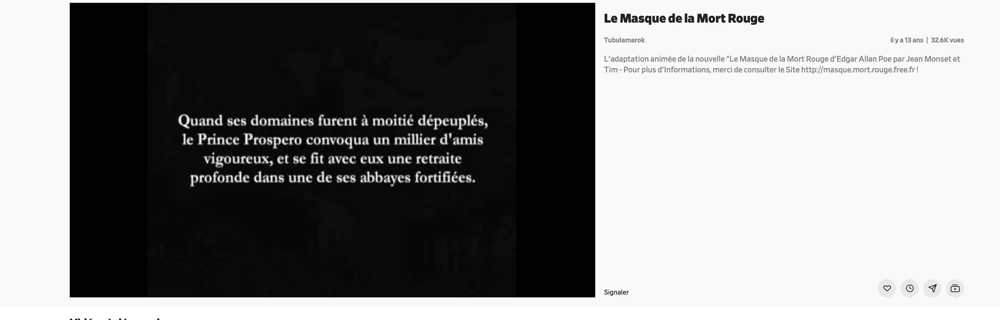 Quand ses domaines furent à moitié dépeuplés,
le Prince Prospero convoqua un millier d'amis
vigoureux, et se fit avec eux une retraite
profonde dans une de ses abbayes fortifiées.
Le Masque de la Mort Rouge
Tubulamarok
il y a 13 ans | 32.6K vues
L'adaptation animée de la nouvelle "Le Masque de la Mort Rouge d'Edgar Allan Poe par Jean Monset et
Tim - Pour plus d'Informations, merci de consulter le Site http://masque.mort.rouge.free.fr !
Signaler